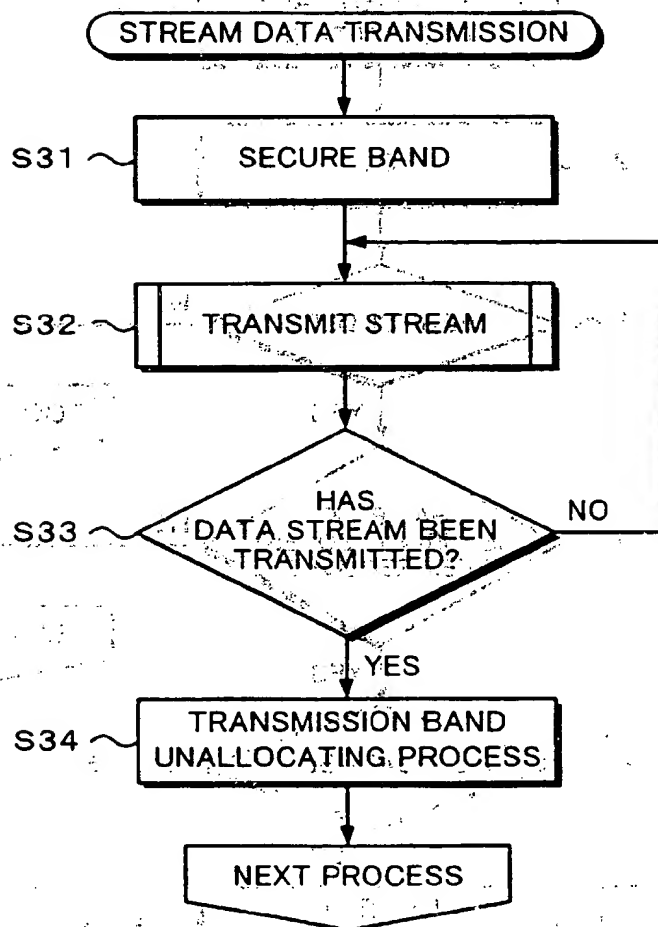 STREAM DATA TRANSMISSION
S31
SECURE BAND
S32
TRANSMIT STREAM
S33
HAS
DATA STREAM BEEN
TRANSMITTED?
NO
YES
S34
TRANSMISSION BAND
UNALLOCATING PROCESS
NEXT PROCESS